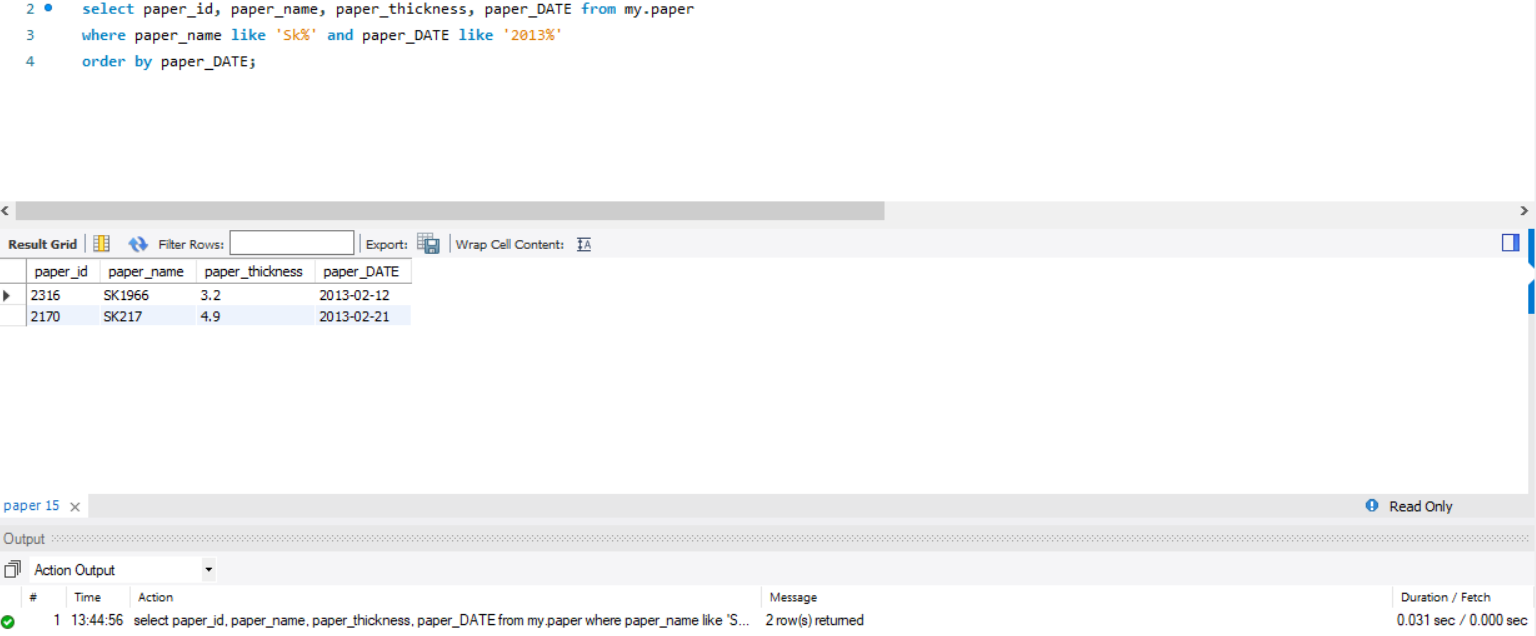 2 select paper_id, paper_name, paper_thickness, paper_DATE from my.paper
3 where paper_name like 'Sk%' and paper_DATE like '2013%'
4 order by paper_DATE;
Result Grid Filter Rows: Export: Wrap Cell Content: IA
paper_id paper_name paper_thickness paper_DATE
2316 SK1966 3.2 2013-02-12
2170 SK217 4.9 2013-02-21
paper 15 Read Only
Output
Action Output
# Time Action Message Duration / Fetch
1 13:44:56 select paper_id, paper_name, paper_thickness, paper_DATE from my.paper where paper_name like 'S... 2 row(s) returned 0.031 sec / 0.000 sec